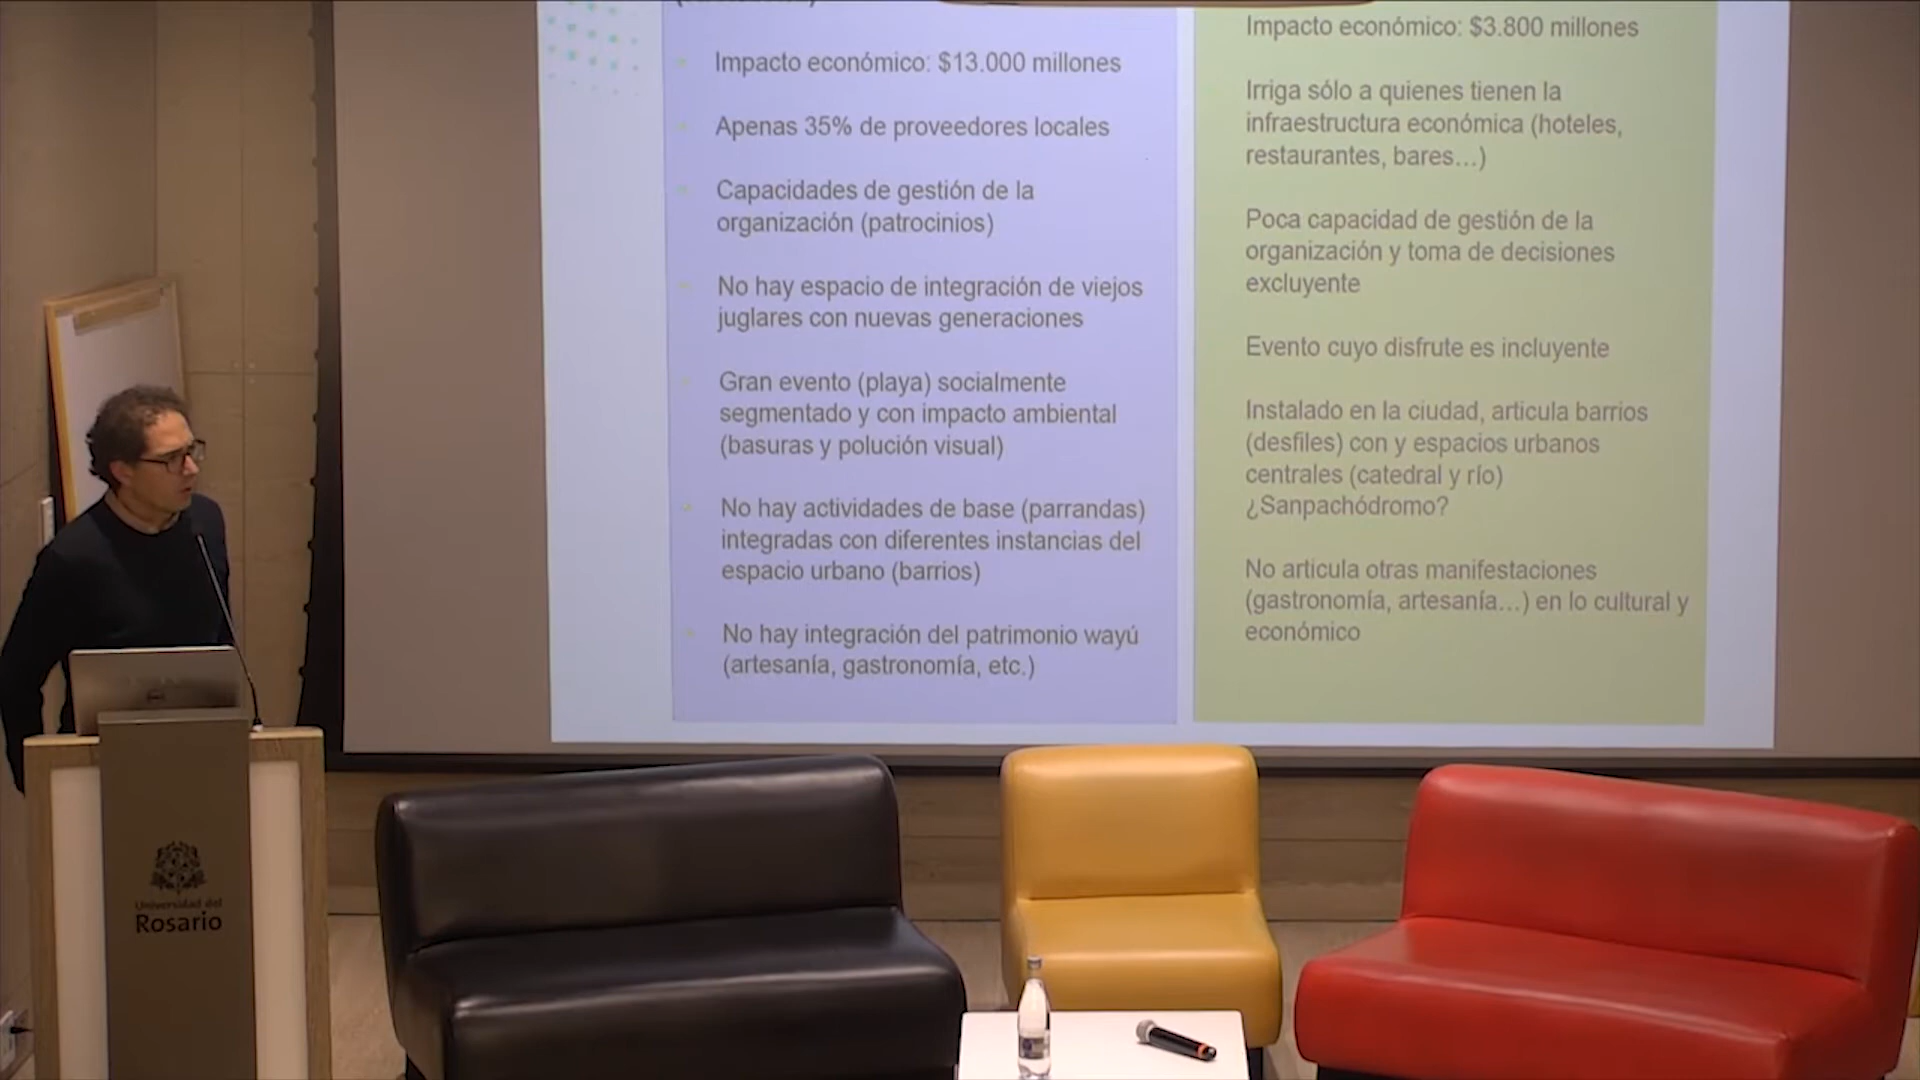 Impacto económico: $13.000 millones
Apenas 35% de proveedores locales
Capacidades de gestión de la
organización (patrocinios)
No hay espacio de integración de viejos
juglares con nuevas generaciones
Gran evento (playa) socialmente
segmentado y con impacto ambiental
(basuras y polución visual)
No hay actividades de base (parrandas)
integradas con diferentes instancias del
espacio urbano (barrios)
No hay integración del patrimonio wayú
(artesanía, gastronomía, etc.)
Impacto económico: $3.800 millones
Irriga sólo a quienes tienen la
infraestructura económica (hoteles,
restaurantes, bares...)
Poca capacidad de gestión de la
organización y toma de decisiones
excluyente
Evento cuyo disfrute es incluyente
Instalado en la ciudad, articula barrios
(desfiles) con y espacios urbanos
centrales (catedral y río)
¿Sanpachódromo?
No articula otras manifestaciones
(gastronomía, artesanía...) en lo cultural y
económico
Universidad del
Rosario